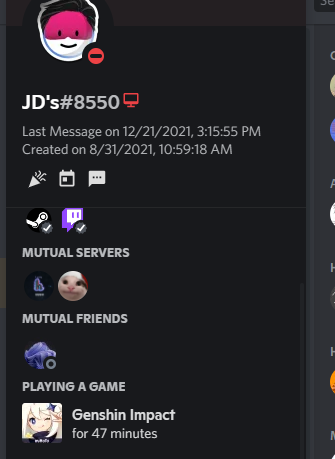 JD's#8550
Last Message on 12/21/2021, 3:15:55 PM
Created on 8/31/2021, 10:59:18 AM
MUTUAL SERVERS
MUTUAL FRIENDS
PLAYING A GAME
Genshin Impact
for 47 minutes